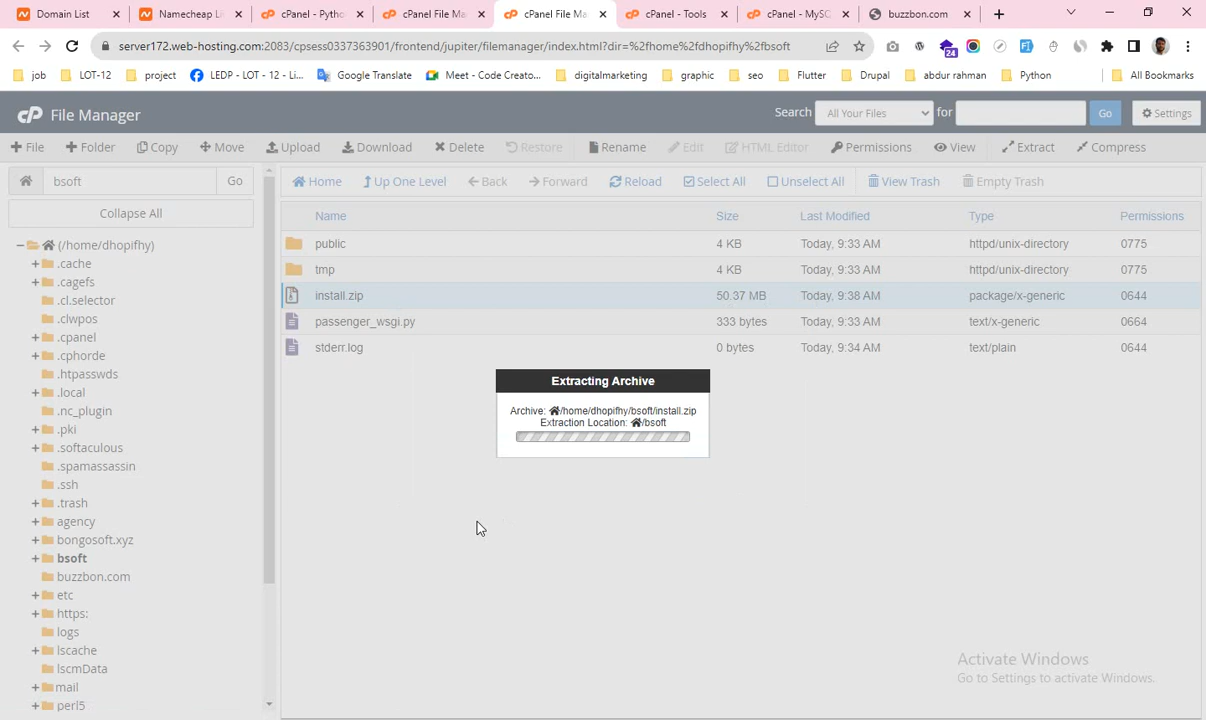 Domain List
Namecheap Li
cPanel - Pytho
cPanel File Ma
cPanel File Ma
cPanel - Tools
cPanel - MySC
buzzbon.com
server172.web-hosting.com:2083/cpsess0337363901/frontend/jupiter/filemanager/index.html?dir=%2fhome%2fdhopifhy%2fbsoft
24
job
LOT-12
project
LEDP - LOT - 12 - Li...
Google Translate
Meet - Code Creato...
digitalmarketing
graphic
seo
Flutter
Drupal
abdur rahman
Python
All Bookmarks
cP File Manager
Search
All Your Files
for
Go
Settings
File
Folder
Copy
Move
Upload
Download
Delete
Restore
Rename
Edit
HTML Editor
Permissions
View
Extract
Compress
bsoft
Go
Home
Up One Level
Back
Forward
Reload
Select All
Unselect All
View Trash
Empty Trash
Collapse All
(/home/dhopifhy)
.cache
.cagefs
.cl.selector
.clwpos
.cpanel
.cphorde
.htpasswds
.local
.nc_plugin
.pki
.softaculous
.spamassassin
.ssh
.trash
agency
bongosoft.xyz
bsoft
buzzbon.com
etc
https:
logs
lscache
lscmData
mail
perl5
Name Size Last Modified Type Permissions
public 4 KB Today, 9:33 AM httpd/unix-directory 0775
tmp 4 KB Today, 9:33 AM httpd/unix-directory 0775
install.zip 50.37 MB Today, 9:38 AM package/x-generic 0644
passenger_wsgi.py 333 bytes Today, 9:33 AM text/x-generic 0664
stderr.log 0 bytes Today, 9:34 AM text/plain 0644
Extracting Archive
Archive: /home/dhopifhy/bsoft/install.zip
Extraction Location: /bsoft
Activate Windows
Go to Settings to activate Windows.